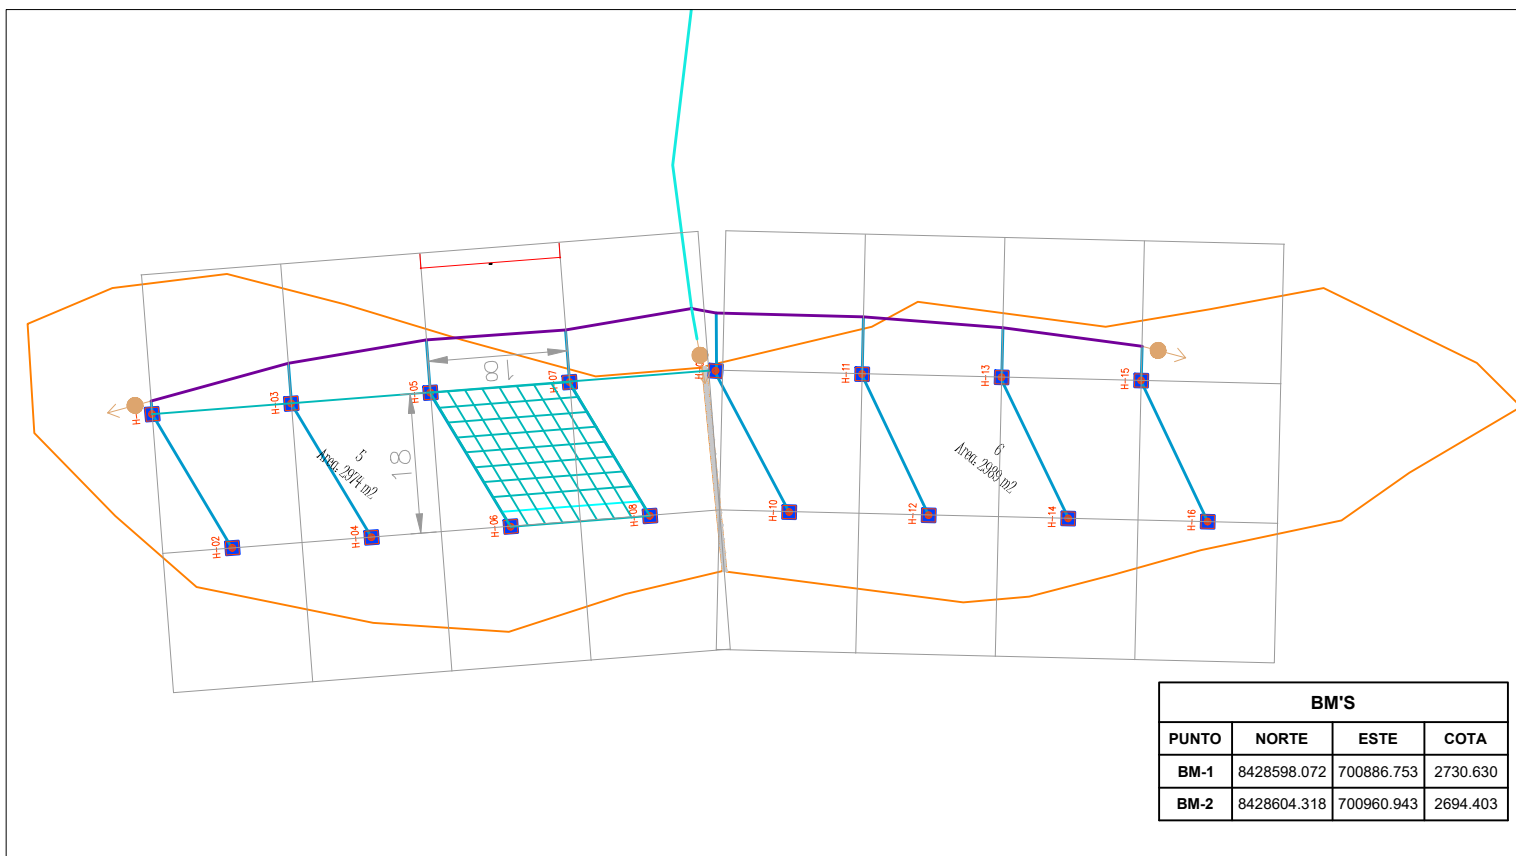 18
18
H-03
H-05
H-07
H-11
H-13
H-15
5
Area: 2974 m2
6
Area: 2989 m2
H-02
H-04
H-06
H-08
H-10
H-12
H-14
H-16
BM'S
PUNTO NORTE ESTE COTA
BM-1 8428598.072 700886.753 2730.630
BM-2 8428604.318 700960.943 2694.403